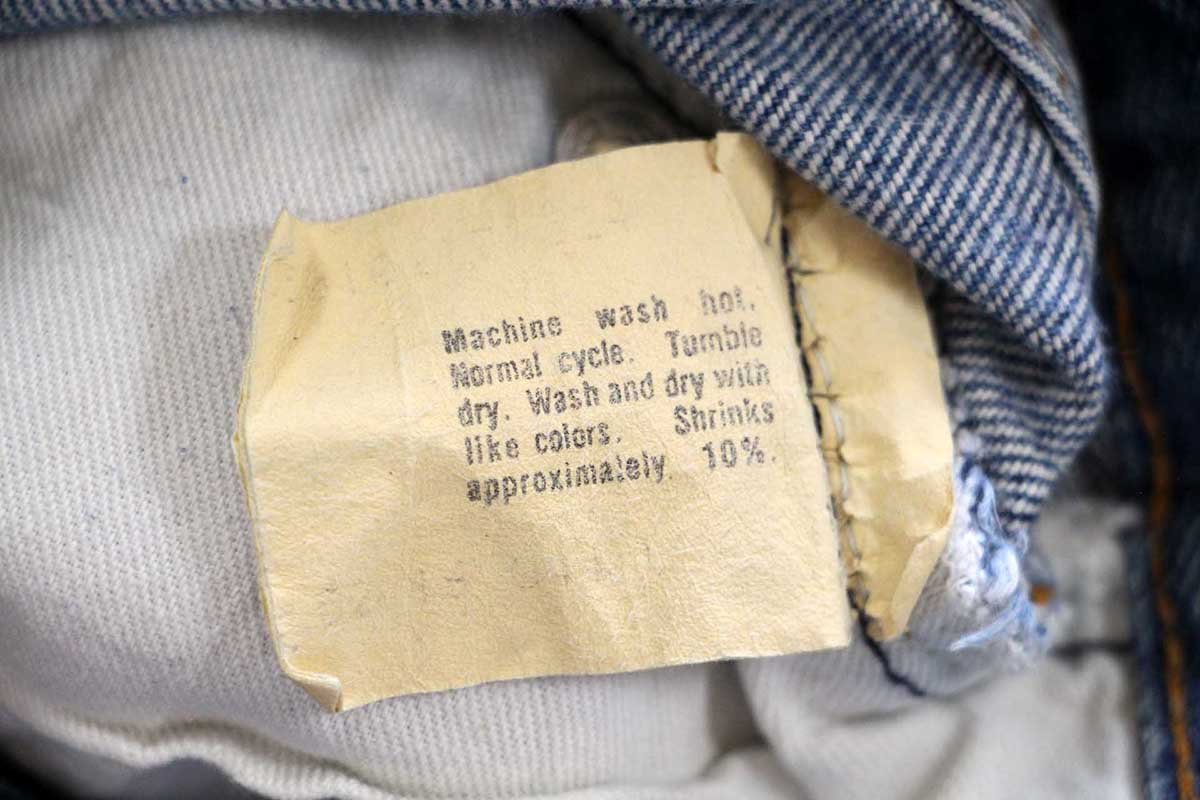 Machine wash hot.
Normal cycle. Tumble
dry. Wash and dry with
like colors. Shrinks
approximately 10%.